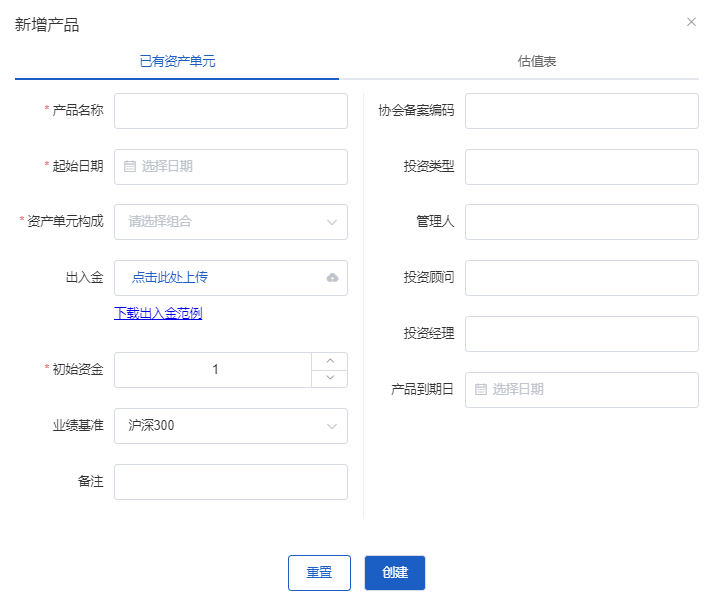 新增产品
已有资产单元
估值表
* 产品名称
* 起始日期 选择日期
* 资产单元构成 请选择组合
出入金 点击此处上传
下载出入金范例
* 初始资金 1
业绩基准 沪深300
备注
协会备案编码
投资类型
管理人
投资顾问
投资经理
产品到期日 选择日期
重置
创建